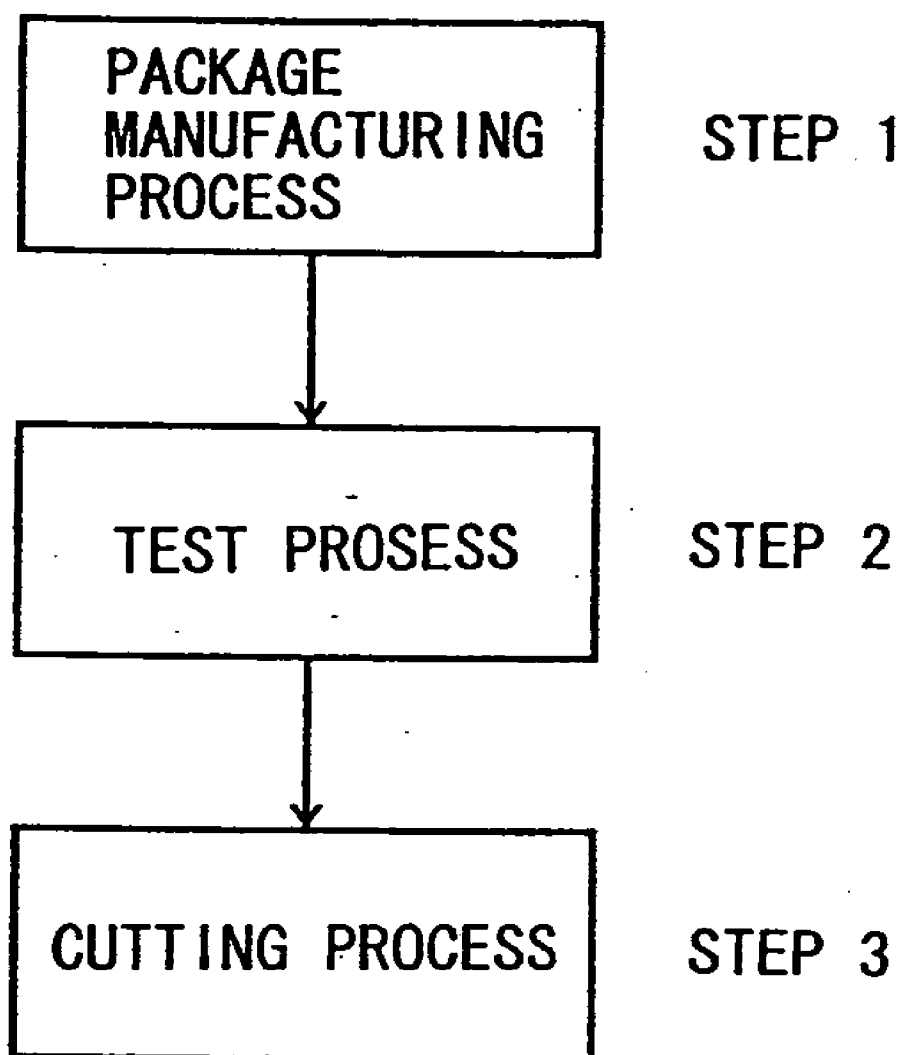 PACKAGE
MANUFACTURING
PROCESS
STEP 1
TEST PROSESS
STEP 2
CUTTING PROCESS
STEP 3